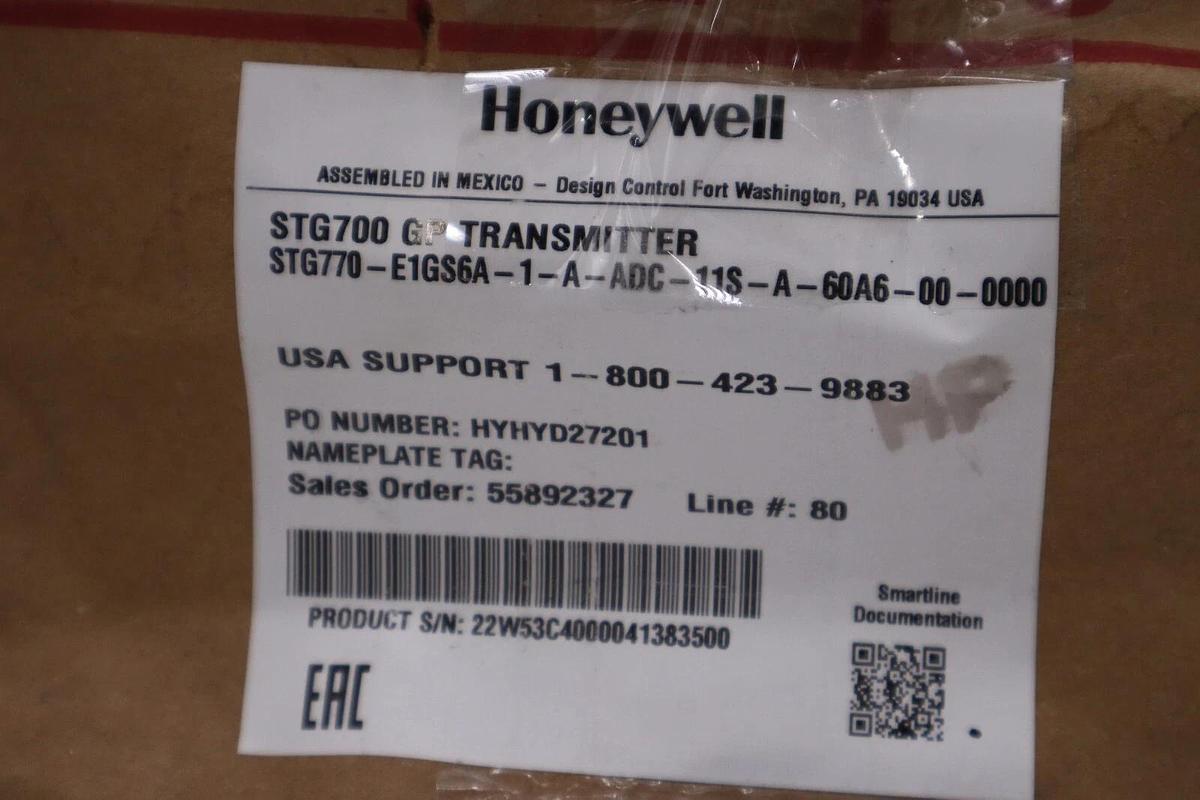 Honeywell
ASSEMBLED IN MEXICO – Design Control Fort Washington, PA 19034 USA
STG700 GP TRANSMITTER
STG770-E1GS6A-1-A-ADC-11S-A-60A6-00-0000
USA SUPPORT 1-800-423-9883
HP
PO NUMBER: HYHYD27201
NAMEPLATE TAG:
Sales Order: 55892327 Line #: 80
PRODUCT S/N: 22W53C4000041383500
Smartline
Documentation
EAC